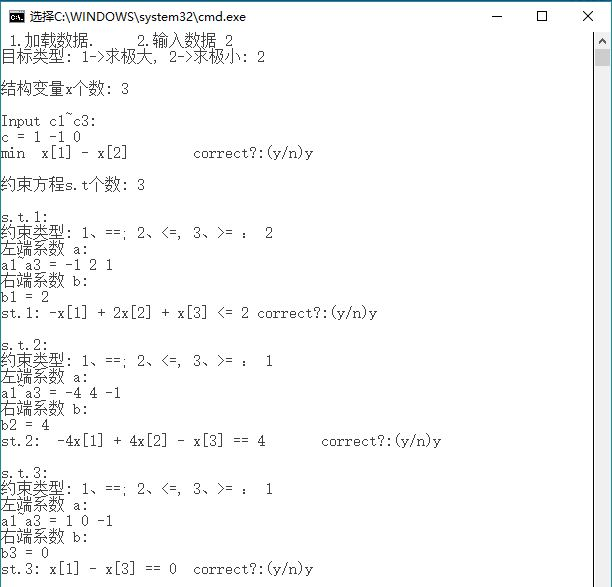 选择C:\WINDOWS\system32\cmd.exe
1.加载数据.    2.输入数据 2
目标类型: 1->求极大, 2->求极小: 2
结构变量x个数: 3
Input c1~c3:
c = 1 -1 0
min  x[1] - x[2]        correct?:(y/n)y
约束方程s.t个数: 3
s.t.1:
约束类型: 1、==; 2、<=, 3、>= : 2
左端系数 a:
a1~a3 = -1 2 1
右端系数 b:
b1 = 2
st.1: -x[1] + 2x[2] + x[3] <= 2 correct?:(y/n)y
s.t.2:
约束类型: 1、==; 2、<=, 3、>= : 1
左端系数 a:
a1~a3 = -4 4 -1
右端系数 b:
b2 = 4
st.2:  -4x[1] + 4x[2] - x[3] == 4       correct?:(y/n)y
s.t.3:
约束类型: 1、==; 2、<=, 3、>= : 1
左端系数 a:
a1~a3 = 1 0 -1
右端系数 b:
b3 = 0
st.3: x[1] - x[3] == 0  correct?:(y/n)y